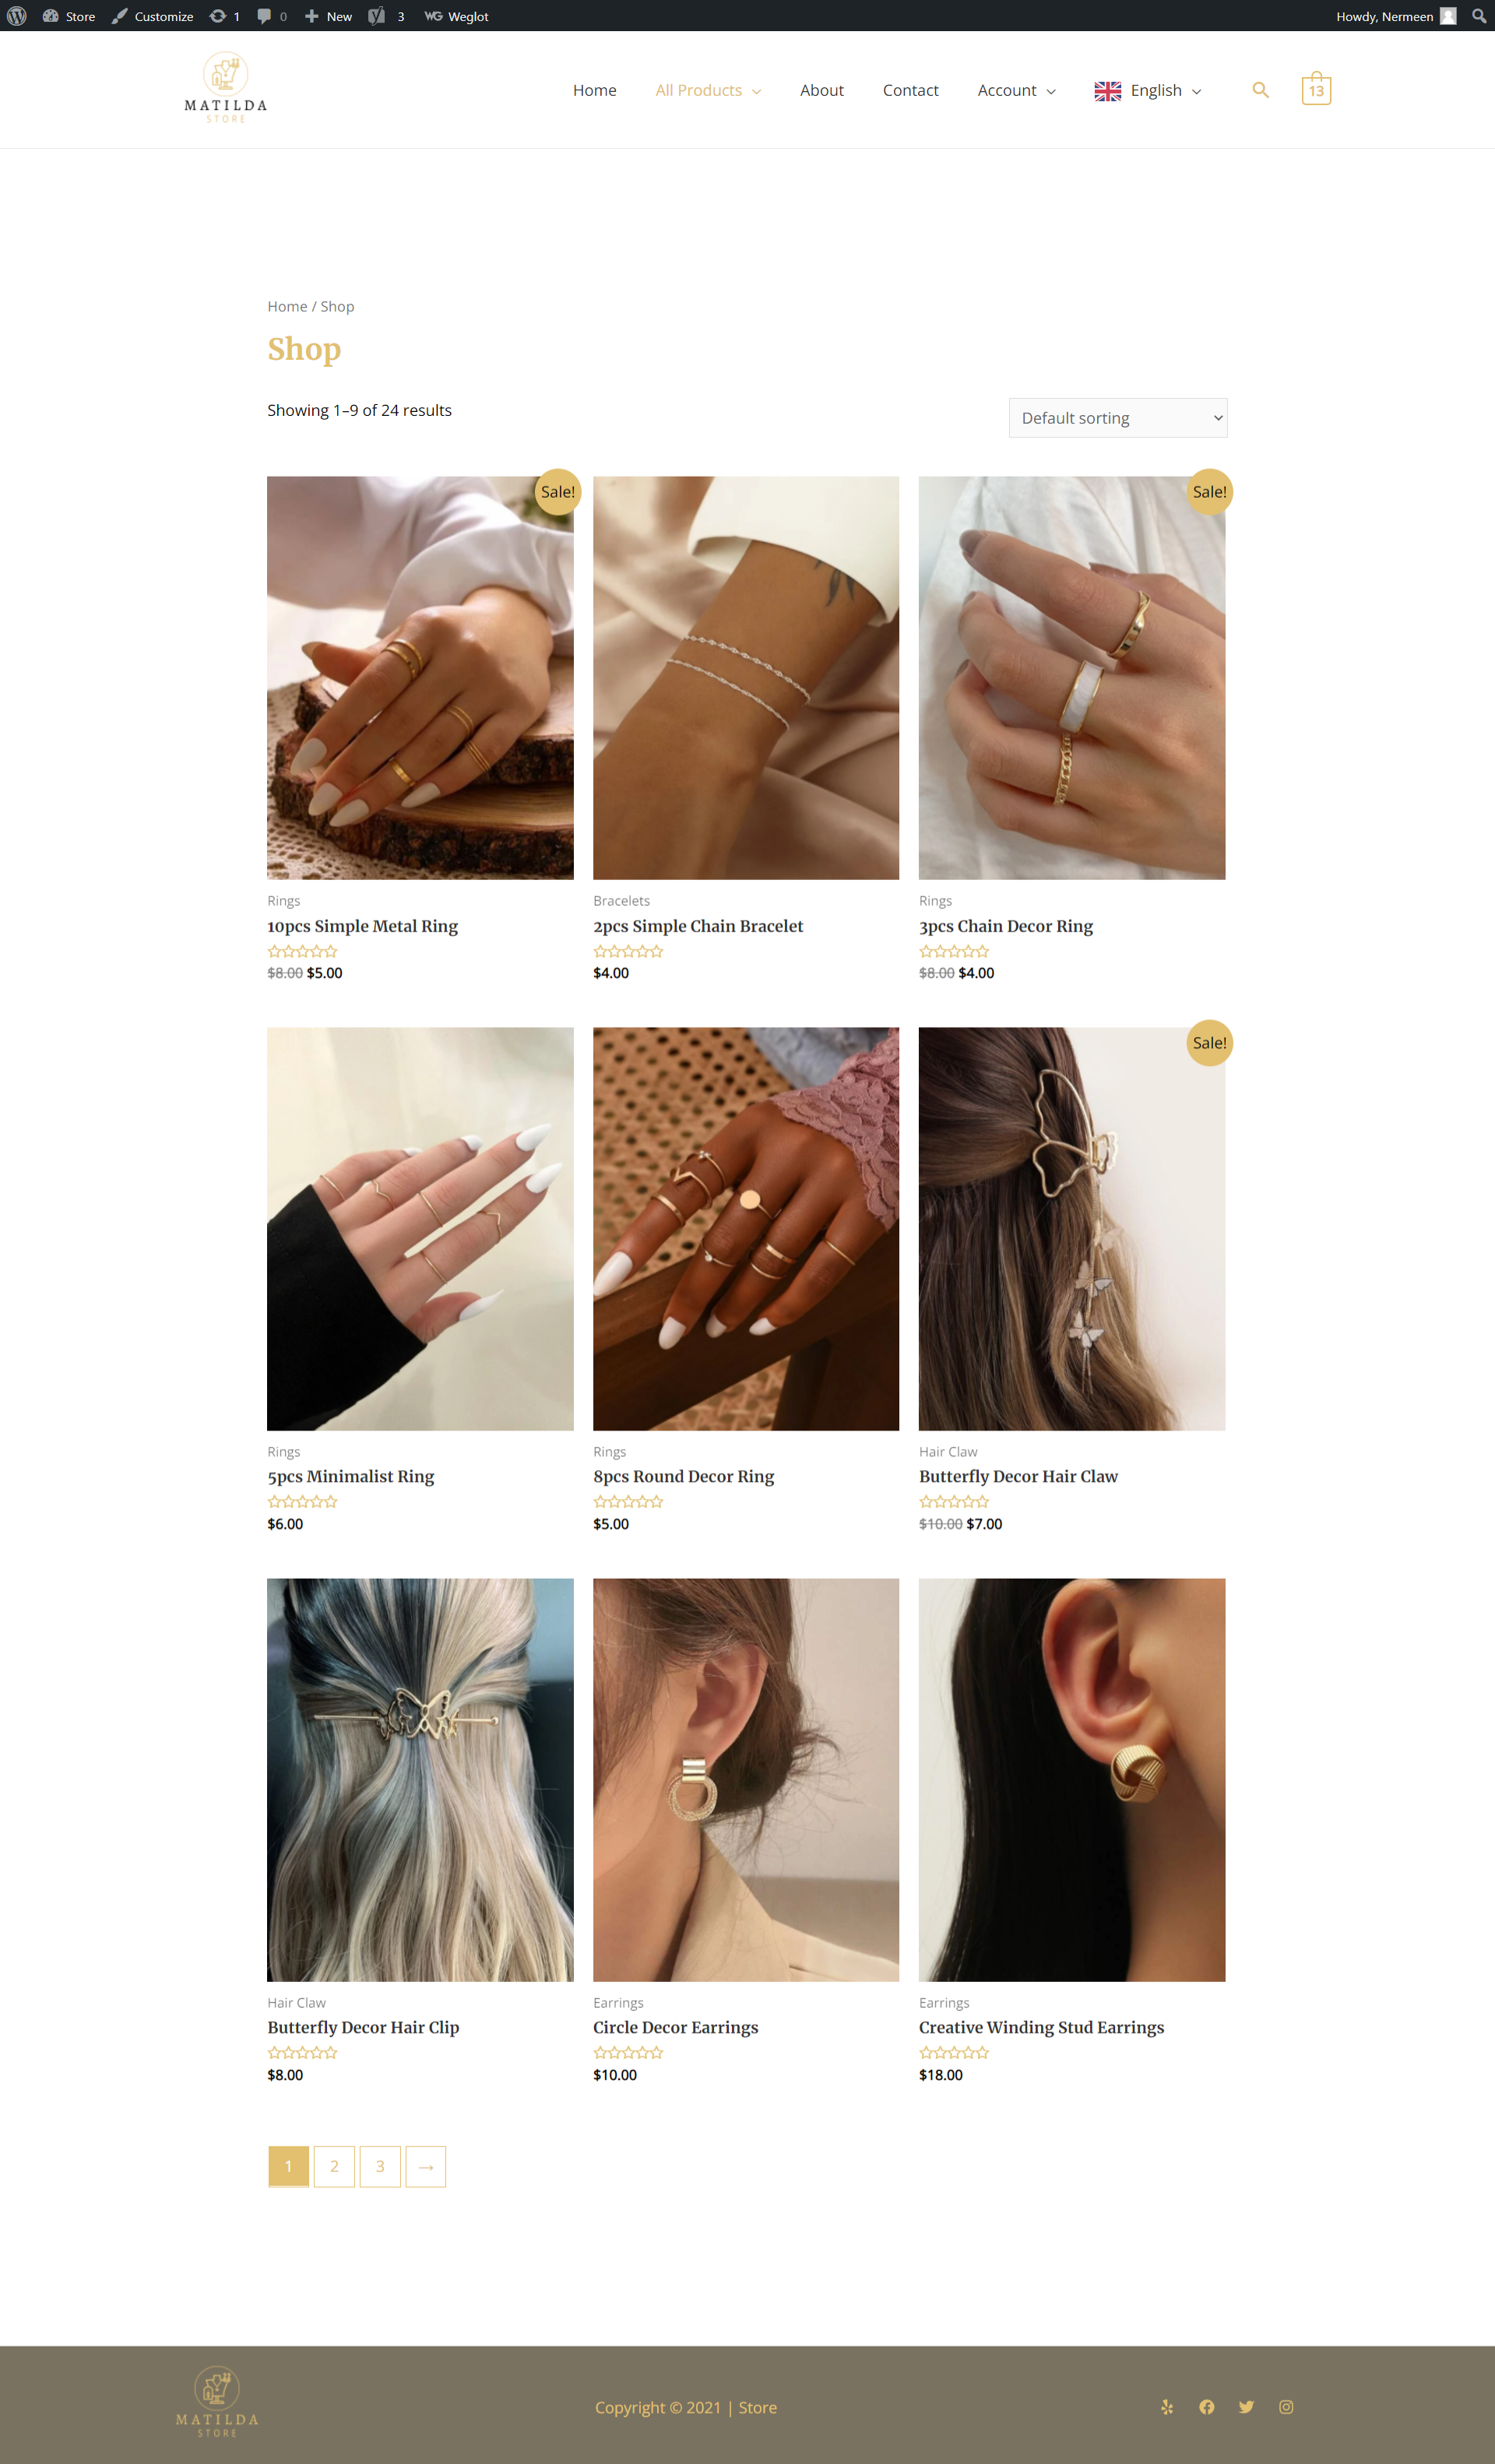 Store Customize 1 0 New 3 Weglot Howdy, Nermeen
MATILDA
STORE
Home All Products About Contact Account English 13
Home / Shop
Shop
Showing 1–9 of 24 results
Default sorting
Sale!
Sale!
Rings
10pcs Simple Metal Ring
$8.00 $5.00
Bracelets
2pcs Simple Chain Bracelet
$4.00
Rings
3pcs Chain Decor Ring
$8.00 $4.00
Sale!
Rings
5pcs Minimalist Ring
$6.00
Rings
8pcs Round Decor Ring
$5.00
Hair Claw
Butterfly Decor Hair Claw
$10.00 $7.00
Hair Claw
Butterfly Decor Hair Clip
$8.00
Earrings
Circle Decor Earrings
$10.00
Earrings
Creative Winding Stud Earrings
$18.00
1 2 3 →
MATILDA
STORE
Copyright © 2021 | Store